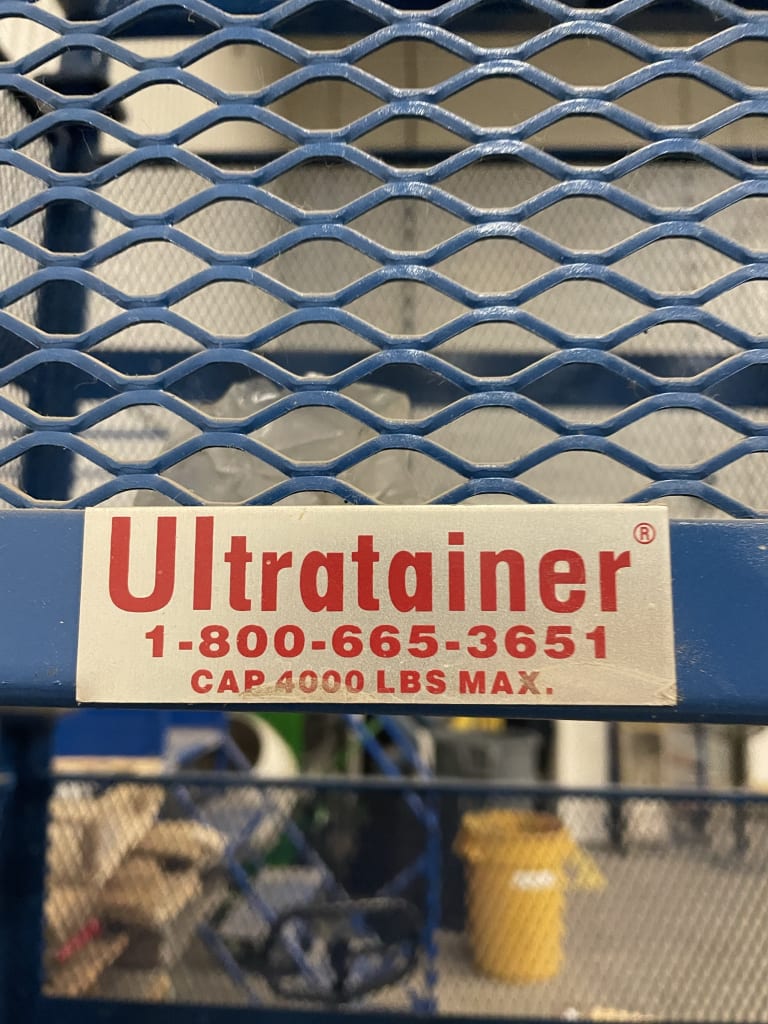 Ultratainer®
1-800-665-3651
CAP 4000 LBS MAX.